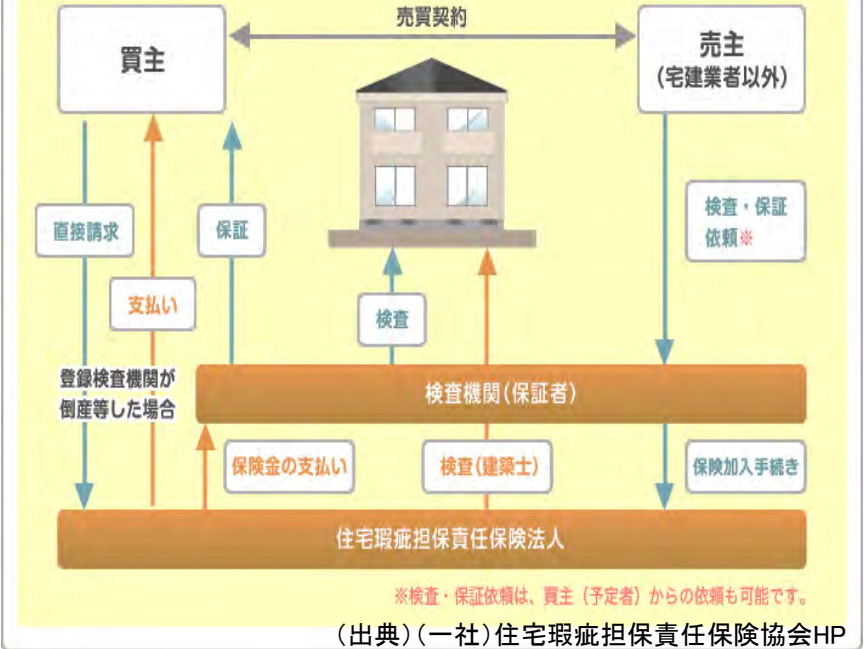 売買契約
買主
売主
(宅建業者以外)
直接請求
保証
検査・保証
依頼※
支払い
検査
登録検査機関が
倒産等した場合
検査機関(保証者)
保険金の支払い
検査(建築士)
保険加入手続き
住宅瑕疵担保責任保険法人
※検査・保証依頼は、買主（予定者）からの依頼も可能です。
（出典）（一社）住宅瑕疵担保責任保険協会HP